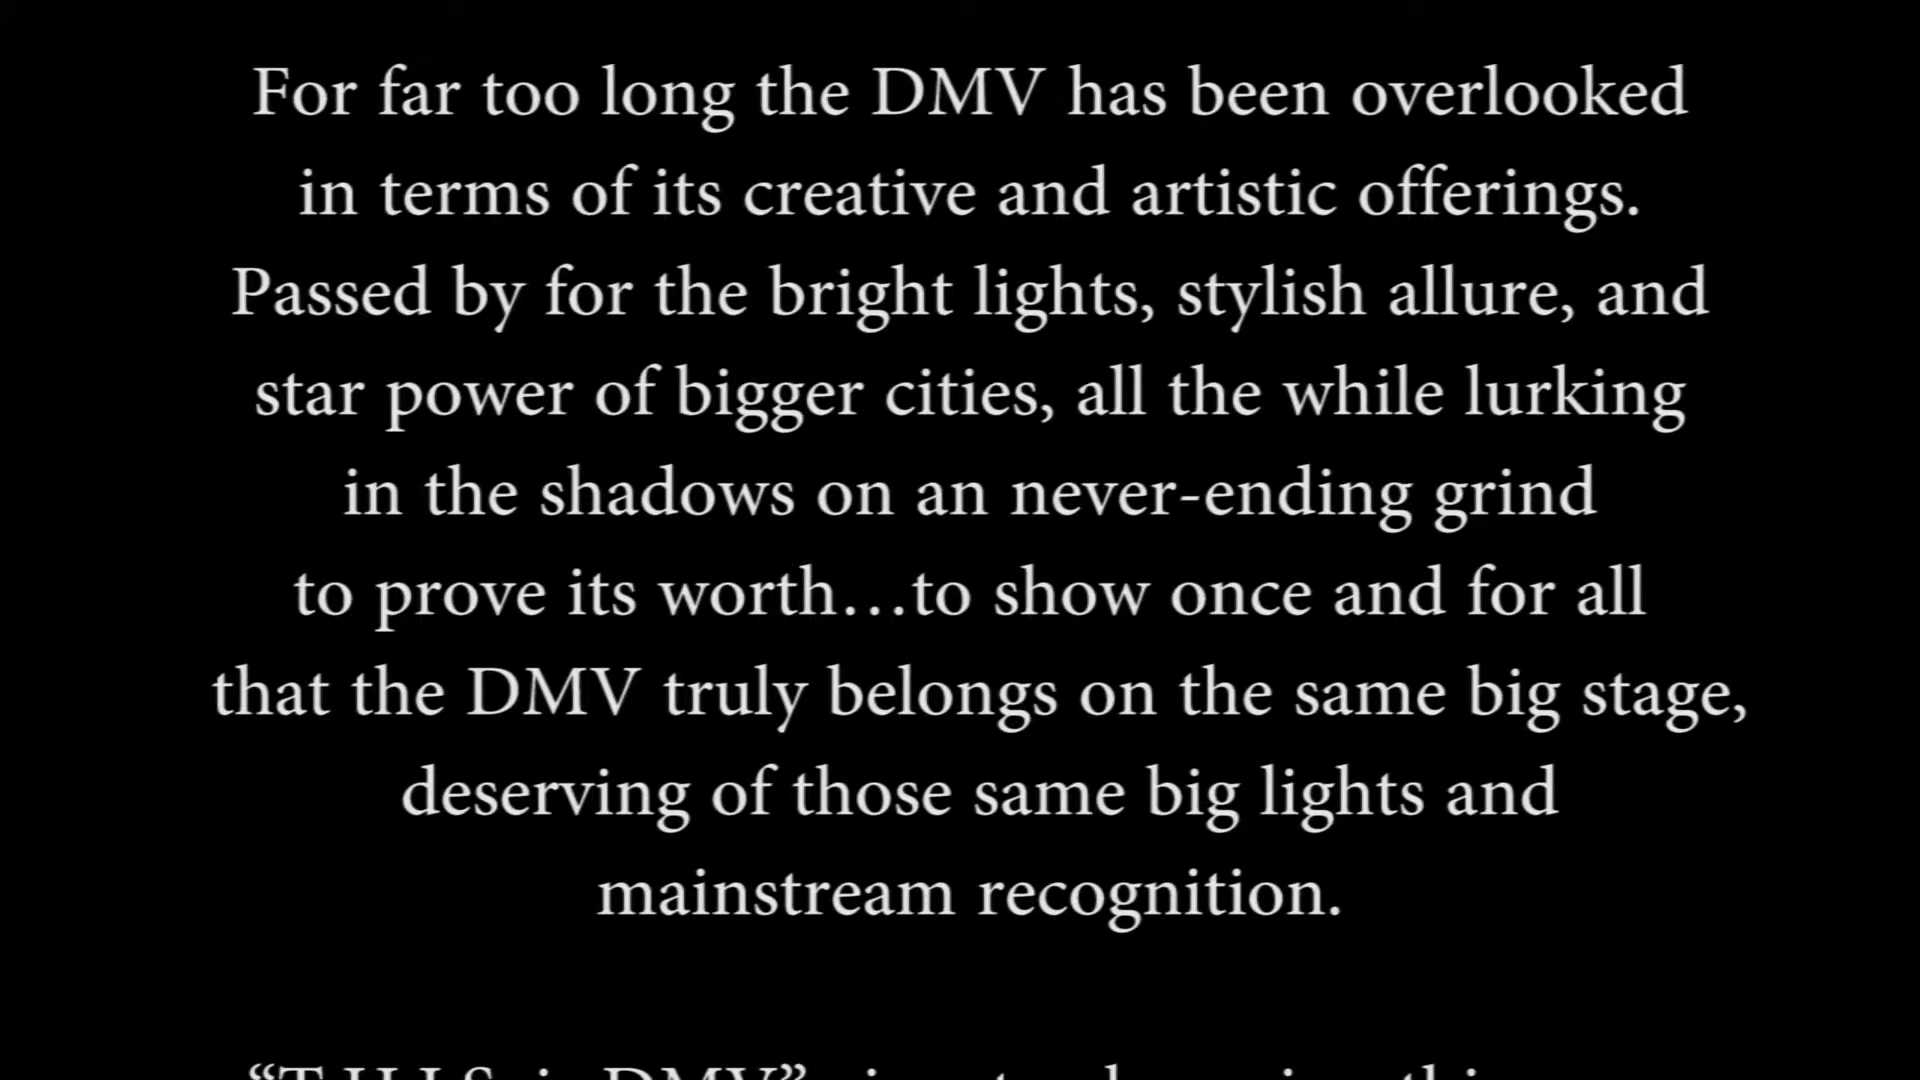 For far too long the DMV has been overlooked
in terms of its creative and artistic offerings.
Passed by for the bright lights, stylish allure, and
star power of bigger cities, all the while lurking
in the shadows on an never-ending grind
to prove its worth…to show once and for all
that the DMV truly belongs on the same big stage,
deserving of those same big lights and
mainstream recognition.
“T.H.I.S. is DMV”